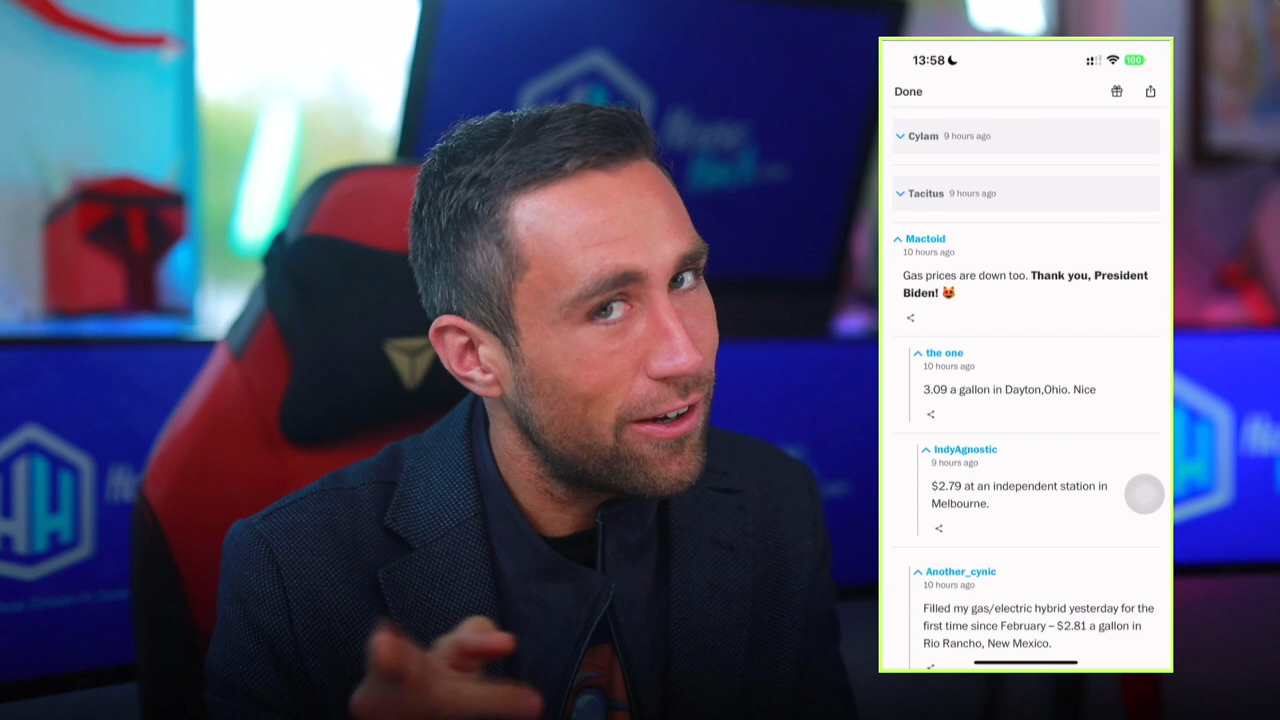 13:58
100
Done
Cylam 9 hours ago
Tacitus 9 hours ago
Mactoid
10 hours ago
Gas prices are down too. Thank you, President
Biden! 😻
the one
10 hours ago
3.09 a gallon in Dayton,Ohio. Nice
IndyAgnostic
9 hours ago
$2.79 at an independent station in
Melbourne.
Another_cynic
10 hours ago
Filled my gas/electric hybrid yesterday for the
first time since February – $2.81 a gallon in
Rio Rancho, New Mexico.